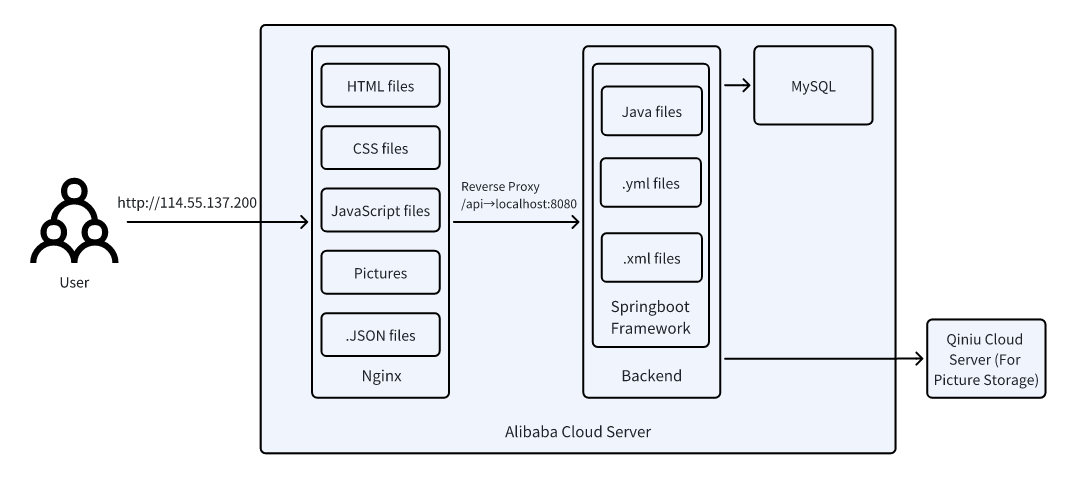 http://114.55.137.200
User
HTML files
CSS files
JavaScript files
Pictures
.JSON files
Nginx
Reverse Proxy
/api→localhost:8080
Java files
.yml files
.xml files
Springboot
Framework
Backend
MySQL
Qiniu Cloud
Server (For
Picture Storage)
Alibaba Cloud Server